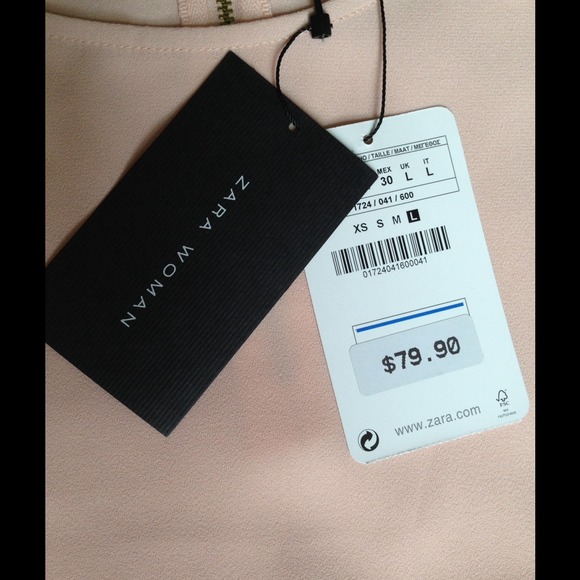 ZARA WOMAN
/ TAILLE / MAAT / ΜΕΓΕΘΟΣ
MEX UK IT
30 L L
1724 / 041 / 600
XS S M L
01724041600041
$79.90
www.zara.com
FSC